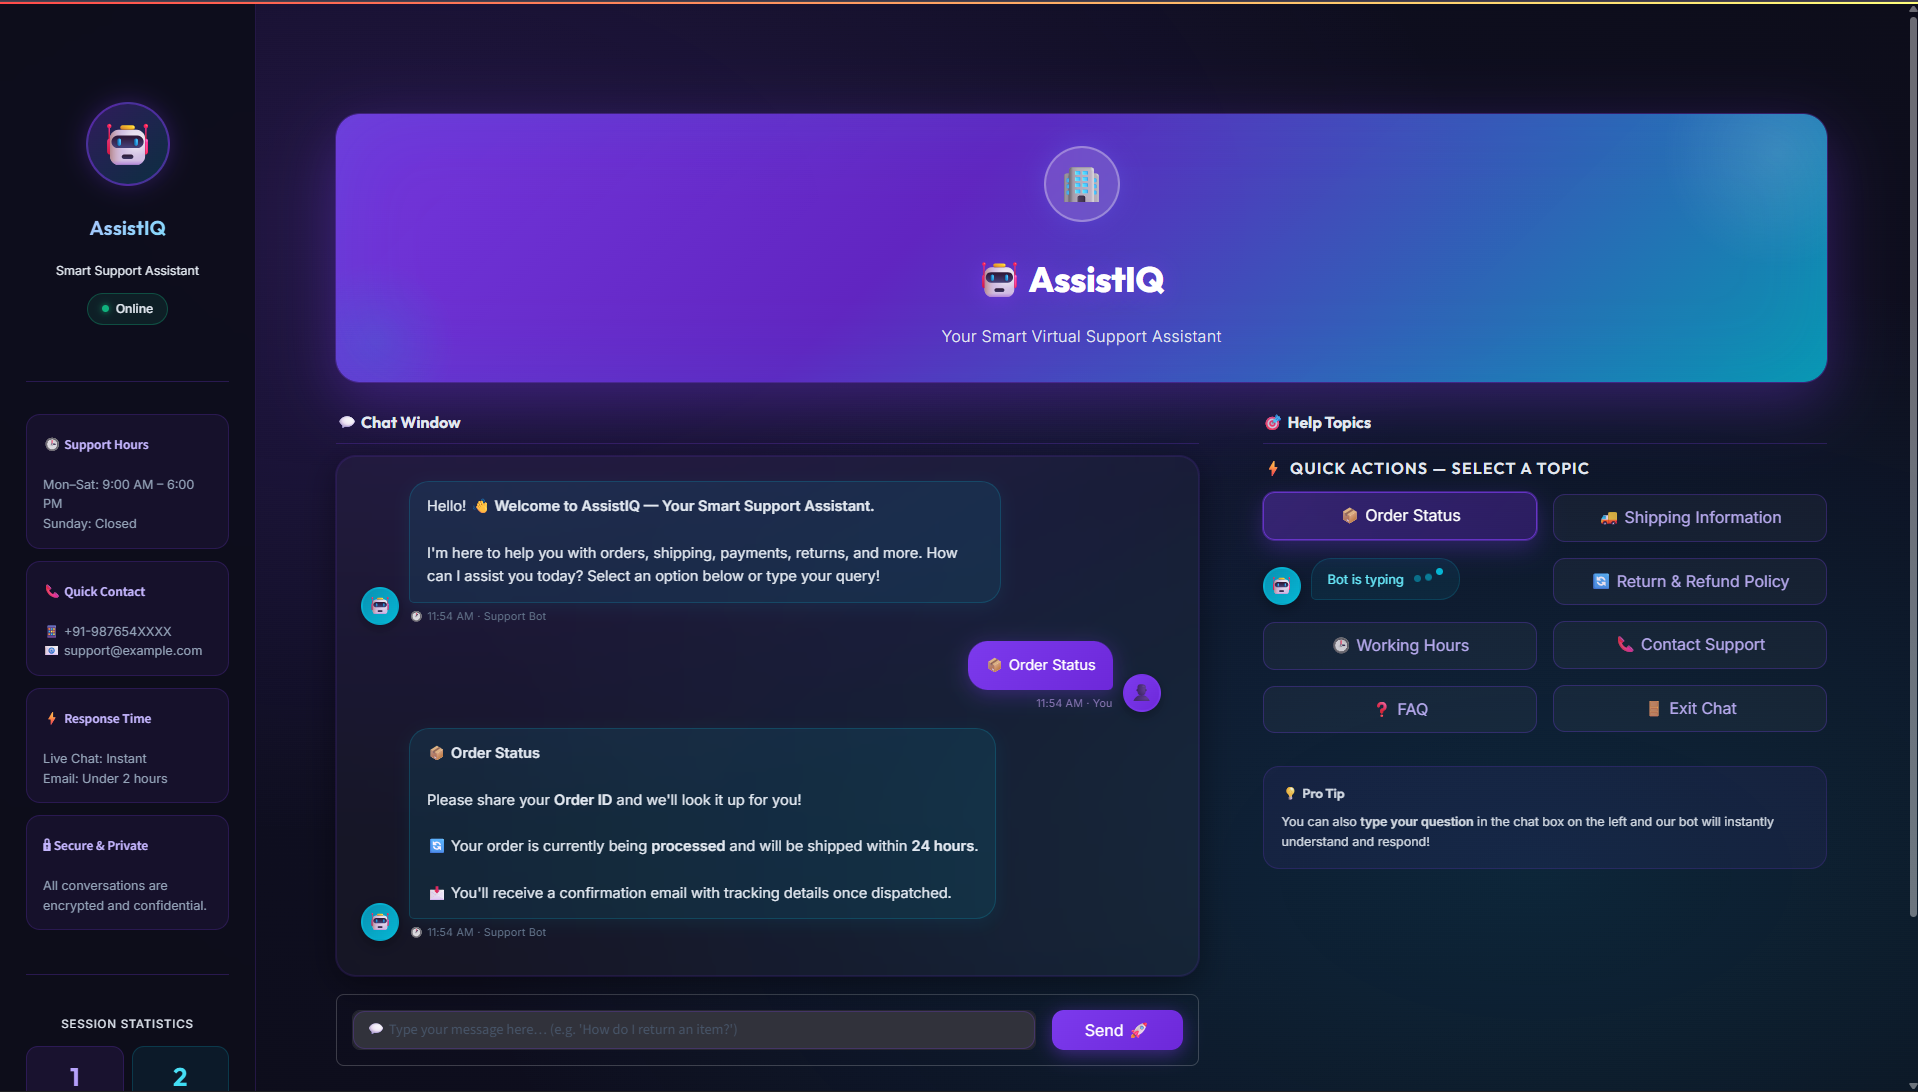 AssistIQ
Smart Support Assistant
Online
Support Hours
Mon–Sat: 9:00 AM – 6:00
PM
Sunday: Closed
Quick Contact
+91-987654XXXX
support@example.com
Response Time
Live Chat: Instant
Email: Under 2 hours
Secure & Private
All conversations are
encrypted and confidential.
SESSION STATISTICS
1
2
AssistIQ
Your Smart Virtual Support Assistant
Chat Window
Hello! 👋 Welcome to AssistIQ — Your Smart Support Assistant.
I'm here to help you with orders, shipping, payments, returns, and more. How
can I assist you today? Select an option below or type your query!
11:54 AM · Support Bot
Order Status
11:54 AM · You
Order Status
Please share your Order ID and we'll look it up for you!
Your order is currently being processed and will be shipped within 24 hours.
You'll receive a confirmation email with tracking details once dispatched.
11:54 AM · Support Bot
Type your message here... (e.g. 'How do I return an item?')
Send
Help Topics
QUICK ACTIONS — SELECT A TOPIC
Order Status
Shipping Information
Bot is typing
Return & Refund Policy
Working Hours
Contact Support
FAQ
Exit Chat
Pro Tip
You can also type your question in the chat box on the left and our bot will instantly
understand and respond!